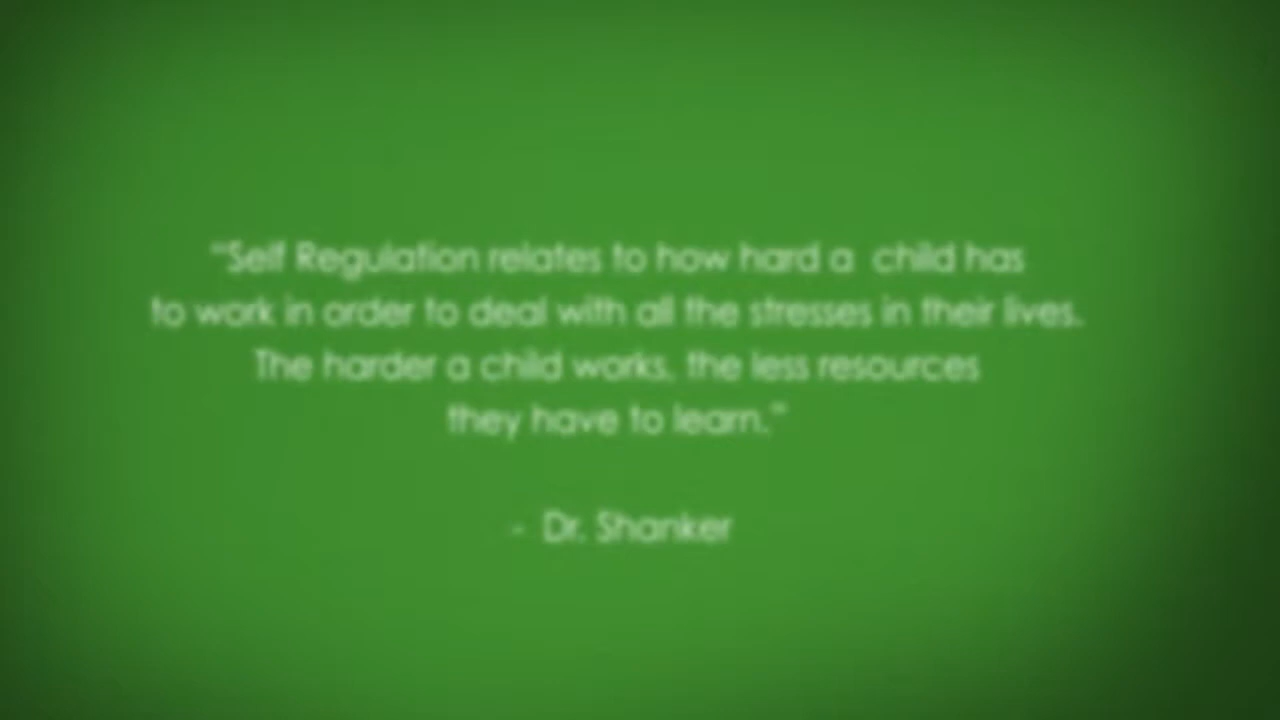 “Self Regulation relates to how hard a child has
to work in order to deal with all the stresses in their lives.
The harder a child works, the less resources
they have to learn.”
- Dr. Shanker